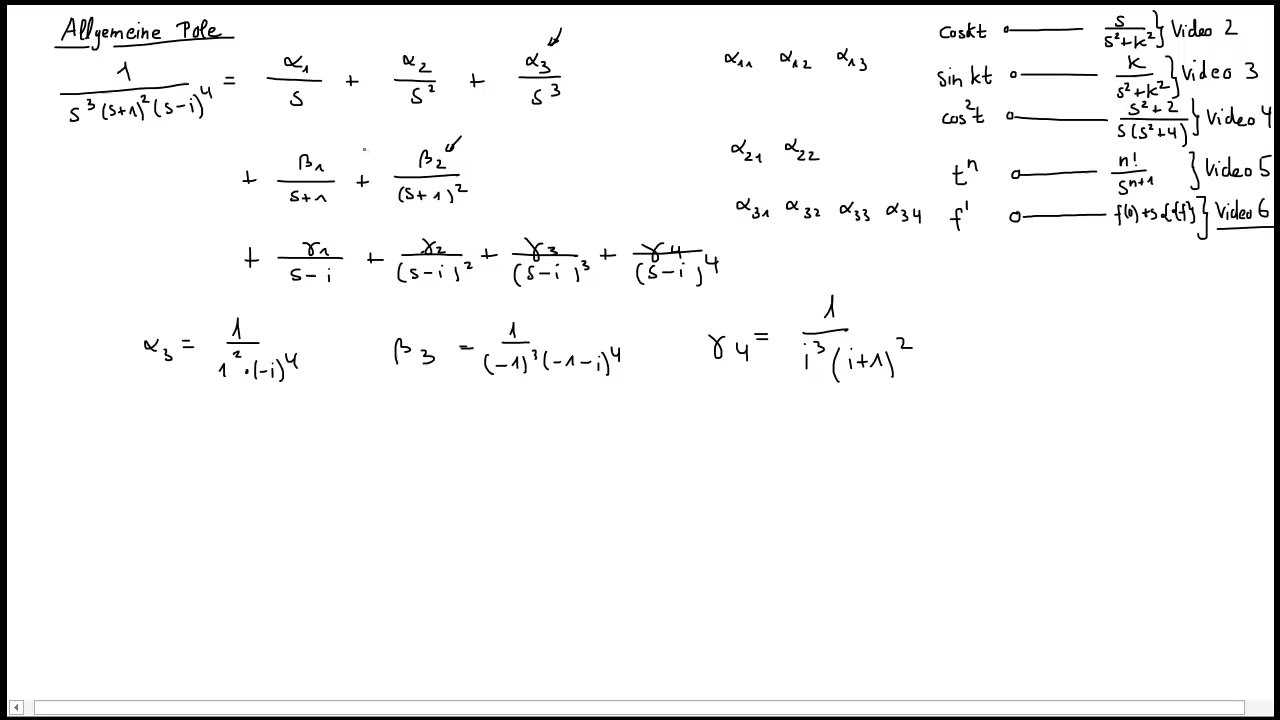 Allgemeine Pole
1/(s³(s+1)²(s-i)⁴) = α₁/s + α₂/s² + α₃/s³
+ β₁/(s+1) + β₂/(s+1)²
+ γ₁/(s-i) + γ₂/(s-i)² + γ₃/(s-i)³ + γ₄/(s-i)⁴
α₃ = 1/(1²·(-i)⁴) β₃ = 1/((-1)³(-1-i)⁴) γ₄ = 1/(i³(i+1)²)
α₁₁ α₁₂ α₁₃
α₂₁ α₂₂
α₃₁ α₃₂ α₃₃ α₃₄
cos kt o—— s/(s²+k²) } Video 2
sin kt o—— k/(s²+k²) } Video 3
cos²t o—— (s²+2)/(s(s²+4)) } Video 4
tⁿ o—— n!/sⁿ⁺¹ } Video 5
f' o—— f(0)+s L{f} } Video 6